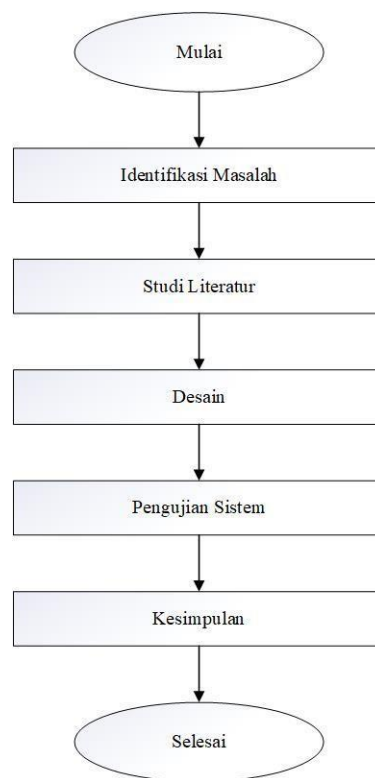 Mulai
Identifikasi Masalah
Studi Literatur
Desain
Pengujian Sistem
Kesimpulan
Selesai